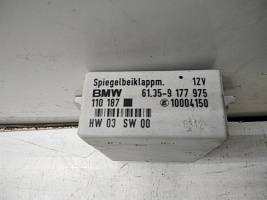 Spiegelbeiklappm. 12V
BMW 61.35-9 177 975
110 187 10004150
HW 03 SW 00